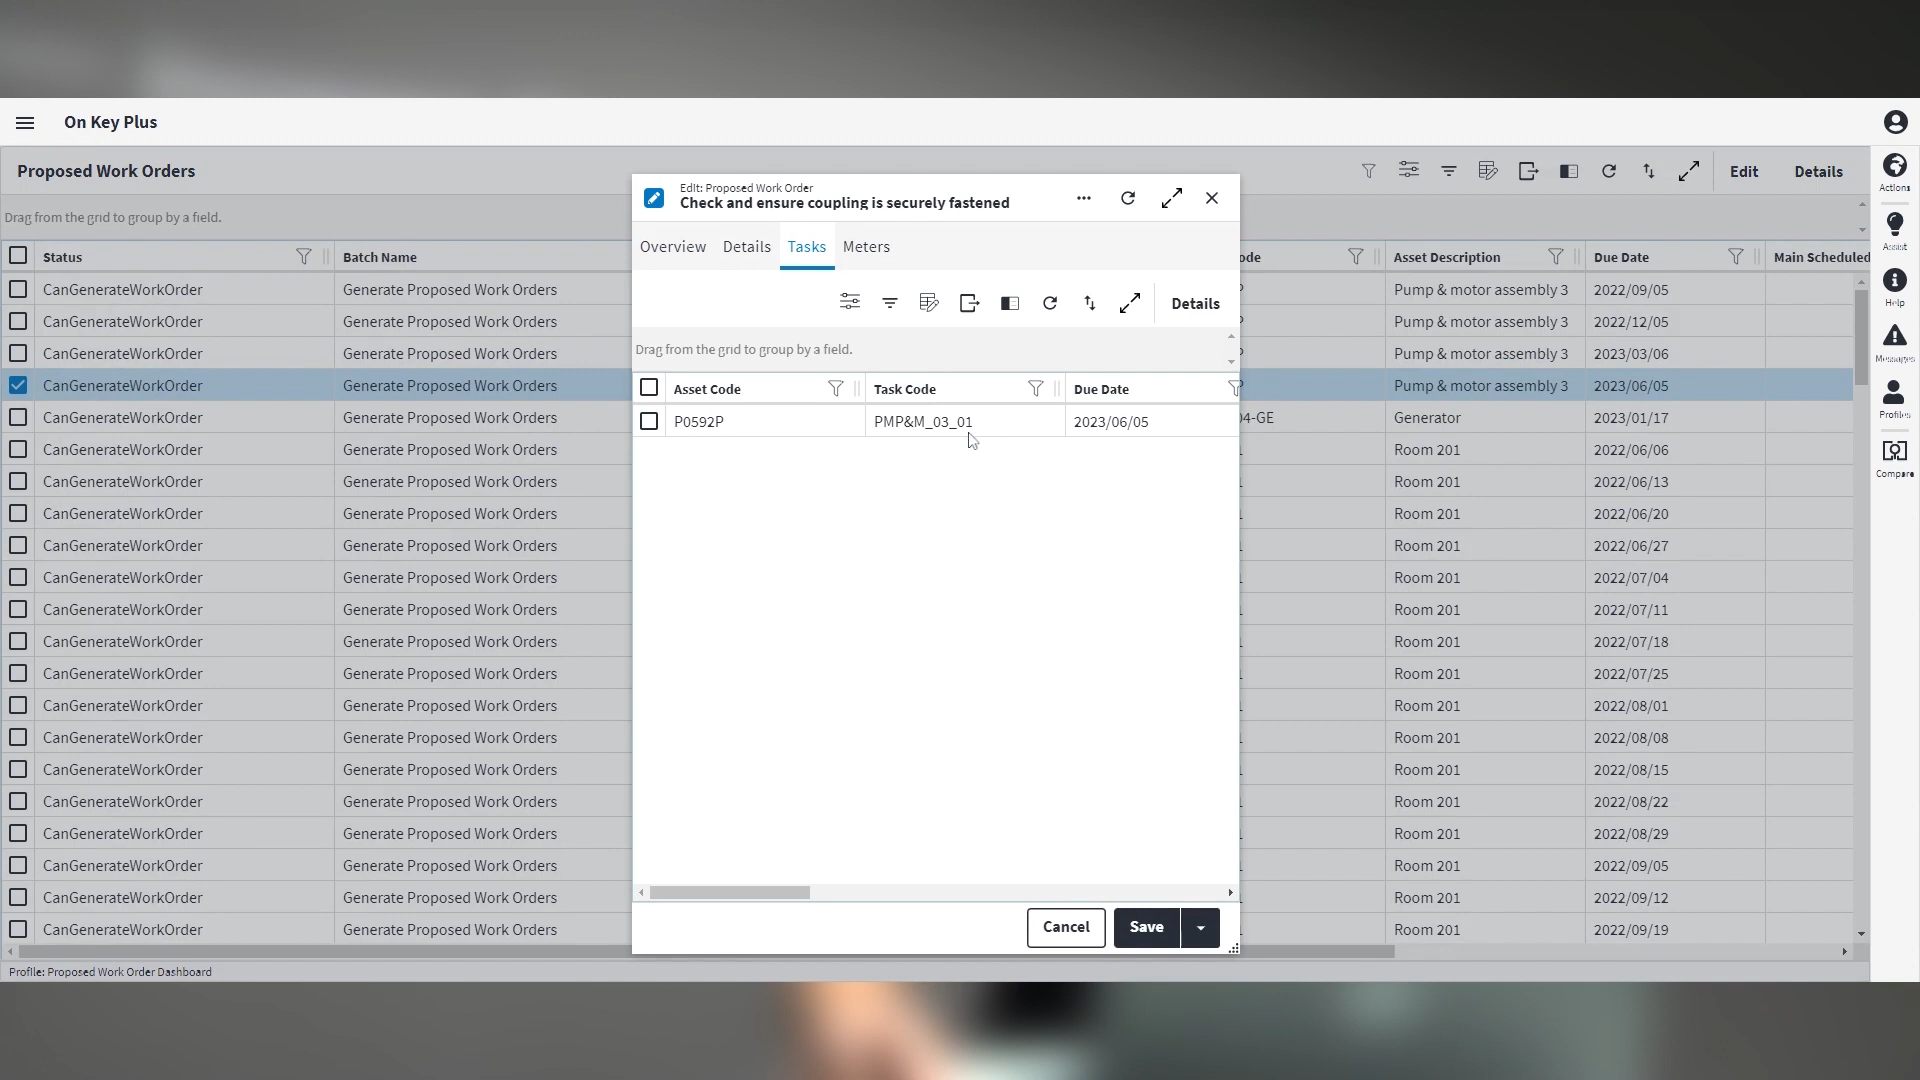 On Key Plus
Proposed Work Orders
Edit
Details
Actions
Assist
Help
Messages
Profiles
Compare
Drag from the grid to group by a field.
Status Batch Name ode Asset Description Due Date Main Scheduled
CanGenerateWorkOrder Generate Proposed Work Orders Pump & motor assembly 3 2022/09/05
CanGenerateWorkOrder Generate Proposed Work Orders Pump & motor assembly 3 2022/12/05
CanGenerateWorkOrder Generate Proposed Work Orders Pump & motor assembly 3 2023/03/06
CanGenerateWorkOrder Generate Proposed Work Orders Pump & motor assembly 3 2023/06/05
CanGenerateWorkOrder Generate Proposed Work Orders 04-GE Generator 2023/01/17
CanGenerateWorkOrder Generate Proposed Work Orders Room 201 2022/06/06
CanGenerateWorkOrder Generate Proposed Work Orders Room 201 2022/06/13
CanGenerateWorkOrder Generate Proposed Work Orders Room 201 2022/06/20
CanGenerateWorkOrder Generate Proposed Work Orders Room 201 2022/06/27
CanGenerateWorkOrder Generate Proposed Work Orders Room 201 2022/07/04
CanGenerateWorkOrder Generate Proposed Work Orders Room 201 2022/07/11
CanGenerateWorkOrder Generate Proposed Work Orders Room 201 2022/07/18
CanGenerateWorkOrder Generate Proposed Work Orders Room 201 2022/07/25
CanGenerateWorkOrder Generate Proposed Work Orders Room 201 2022/08/01
CanGenerateWorkOrder Generate Proposed Work Orders Room 201 2022/08/08
CanGenerateWorkOrder Generate Proposed Work Orders Room 201 2022/08/15
CanGenerateWorkOrder Generate Proposed Work Orders Room 201 2022/08/22
CanGenerateWorkOrder Generate Proposed Work Orders Room 201 2022/08/29
CanGenerateWorkOrder Generate Proposed Work Orders Room 201 2022/09/05
CanGenerateWorkOrder Generate Proposed Work Orders Room 201 2022/09/12
CanGenerateWorkOrder Generate Proposed Work Orders Room 201 2022/09/19
Profile: Proposed Work Order Dashboard
Edit: Proposed Work Order
Check and ensure coupling is securely fastened
Overview Details Tasks Meters
Details
Drag from the grid to group by a field.
Asset Code Task Code Due Date
P0592P PMP&M_03_01 2023/06/05
Cancel Save